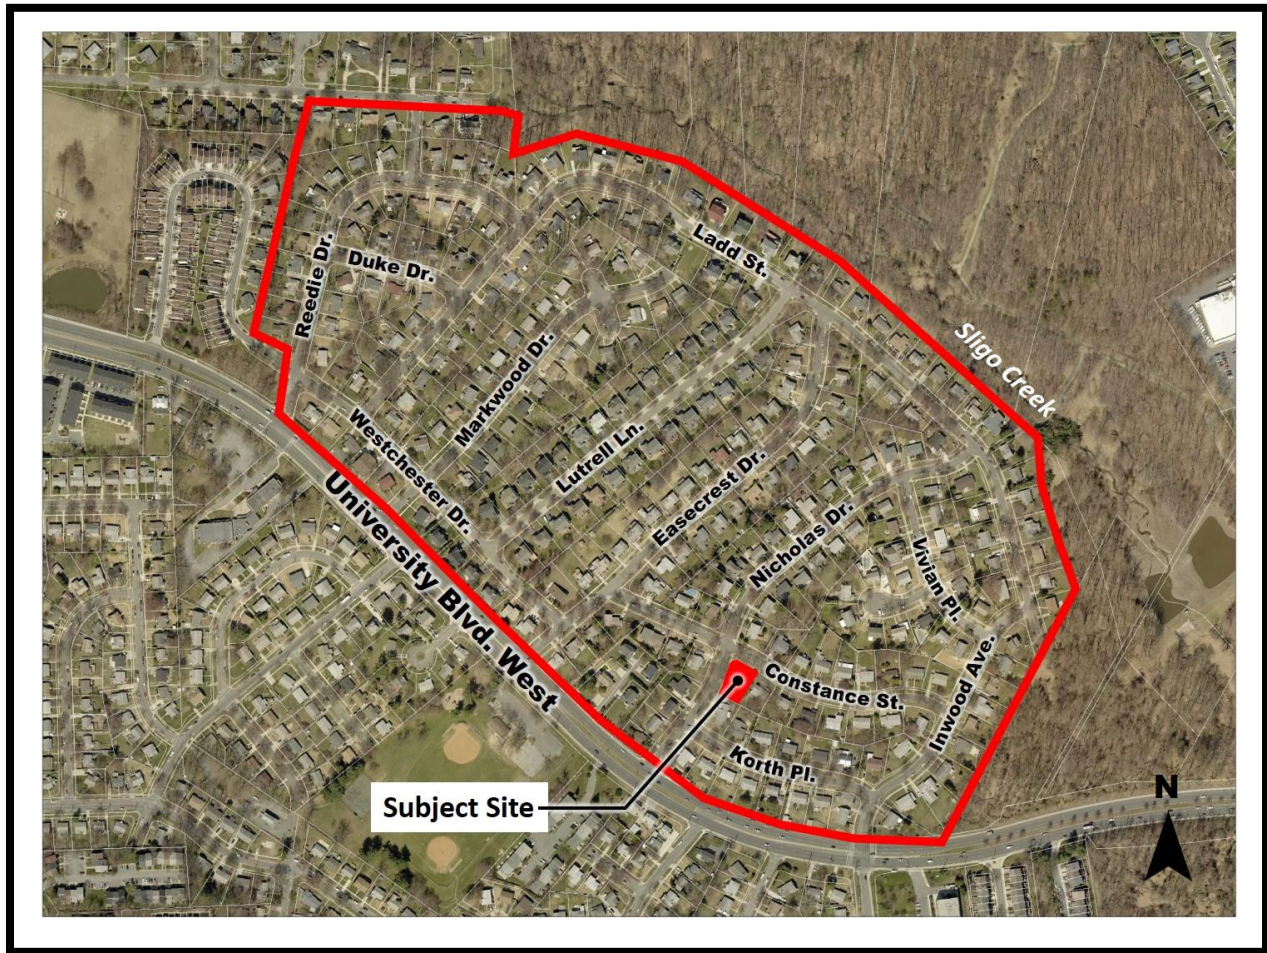 Ladd St.
Reedie Dr.
Duke Dr.
Sligo Creek
Markwood Dr.
Westchester Dr.
Lutrell Ln.
Easecrest Dr.
University Blvd. West
Nicholas Dr.
Vivian Pl.
Constance St.
Inwood Ave.
Korth Pl.
N
Subject Site